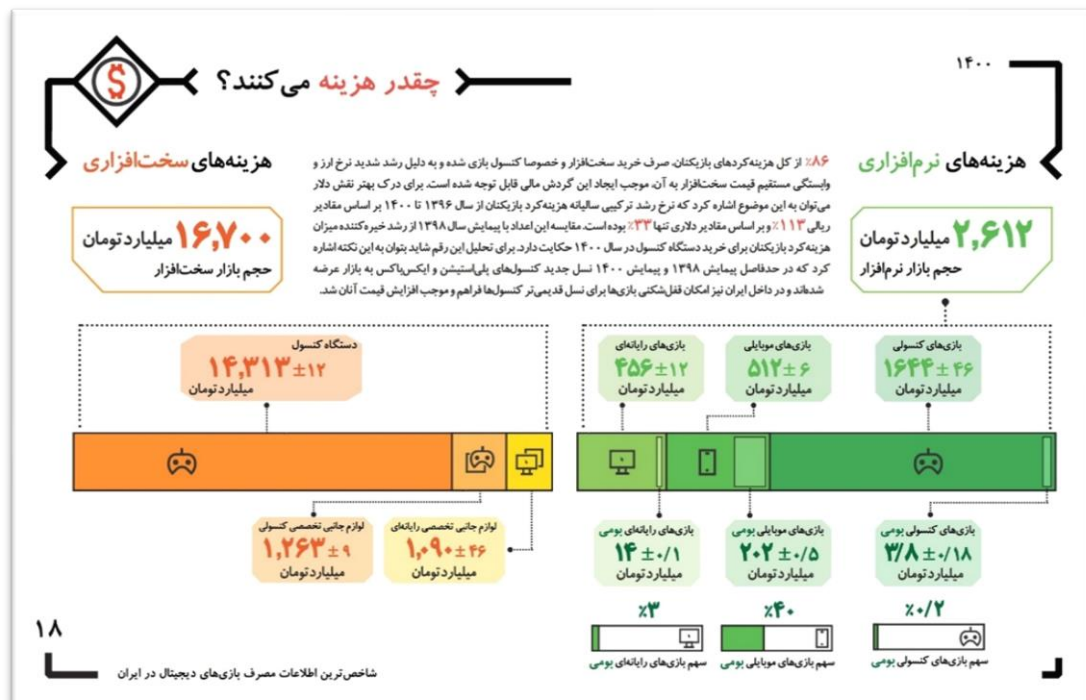 ۱۴۰۰
چقدر هزینه می‌کنند؟
هزینه‌های نرم‌افزاری
۲,۶۱۲ میلیارد تومان
حجم بازار نرم‌افزار
۸۶٪ از کل هزینه‌کردهای بازیکنان، صرف خرید سخت‌افزار و خصوصا کنسول بازی شده و به دلیل رشد شدید نرخ ارز و
وابستگی مستقیم قیمت سخت‌افزار به آن، موجب ایجاد این گردش مالی قابل توجه شده است. برای درک بهتر نقش دلار
می‌توان به این موضوع اشاره کرد که نرخ رشد ترکیبی سالیانه هزینه‌کرد بازیکنان از سال ۱۳۹۶ تا ۱۴۰۰ بر اساس مقادیر
ریالی ۱۱۳٪ و بر اساس مقادیر دلاری تنها ۳۳٪ بوده است. مقایسه این اعداد با پیمایش سال ۱۳۹۸ از رشد خیره‌کننده میزان
هزینه‌کرد بازیکنان برای خرید دستگاه کنسول در سال ۱۴۰۰ حکایت دارد. برای تحلیل این رقم شاید بتوان به این نکته اشاره
کرد که در حدفاصل پیمایش ۱۳۹۸ و پیمایش ۱۴۰۰ نسل جدید کنسول‌های پلی‌استیشن و ایکس‌باکس به بازار عرضه
شده‌اند و در داخل ایران نیز امکان قفل‌شکنی بازی‌ها برای نسل قدیمی‌تر کنسول‌ها فراهم و موجب افزایش قیمت آنان شد.
هزینه‌های سخت‌افزاری
۱۶,۷۰۰ میلیارد تومان
حجم بازار سخت‌افزار
بازی‌های کنسولی
۱۶۴۴ ± ۴۶
میلیارد تومان
بازی‌های موبایلی
۵۱۲ ± ۶
میلیارد تومان
بازی‌های رایانه‌ای
۴۵۶ ± ۱۲
میلیارد تومان
دستگاه کنسول
۱۴,۳۱۳ ± ۱۲
میلیارد تومان
بازی‌های کنسولی بومی
۳/۸ ± ۰/۱۸
میلیارد تومان
بازی‌های موبایلی بومی
۲۰۲ ± ۰/۵
میلیارد تومان
بازی‌های رایانه‌ای بومی
۱۴ ± ۰/۱
میلیارد تومان
لوازم جانبی تخصصی رایانه‌ای
۱,۰۹۰ ± ۴۶
میلیارد تومان
لوازم جانبی تخصصی کنسولی
۱,۲۶۳ ± ۹
میلیارد تومان
٪۰/۲
سهم بازی‌های کنسولی بومی
٪۴۰
سهم بازی‌های موبایلی بومی
٪۳
سهم بازی‌های رایانه‌ای بومی
شاخص‌ترین اطلاعات مصرف بازی‌های دیجیتال در ایران
۱۸